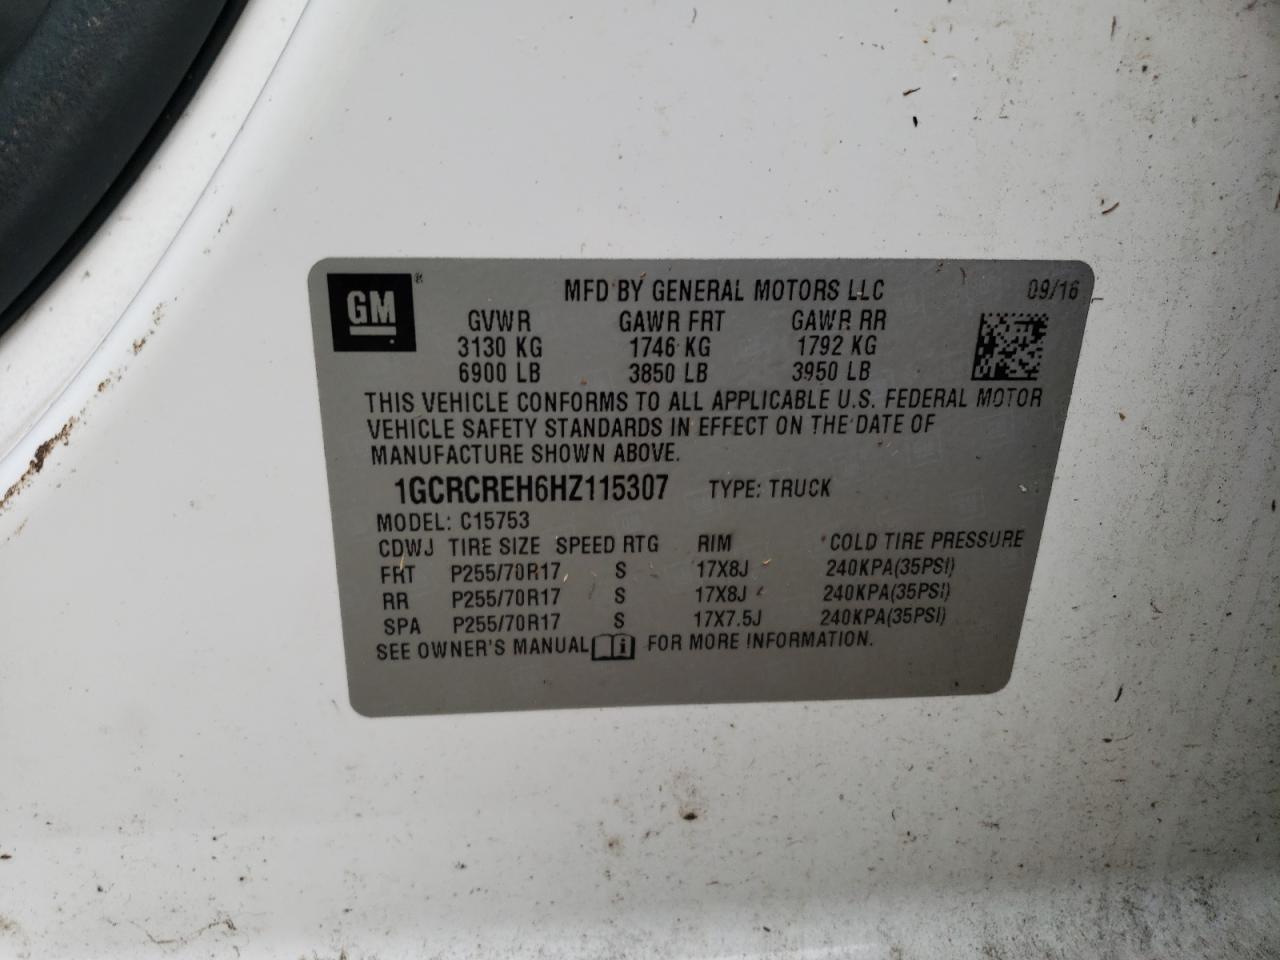 GM ®
MFD BY GENERAL MOTORS LLC 09/16
GVWR GAWR FRT GAWR RR
3130 KG 1746 KG 1792 KG
6900 LB 3850 LB 3950 LB
THIS VEHICLE CONFORMS TO ALL APPLICABLE U.S. FEDERAL MOTOR
VEHICLE SAFETY STANDARDS IN EFFECT ON THE DATE OF
MANUFACTURE SHOWN ABOVE.
1GCRCREH6HZ115307 TYPE: TRUCK
MODEL: C15753
CDWJ TIRE SIZE SPEED RTG RIM COLD TIRE PRESSURE
FRT P255/70R17 S 17X8J 240KPA(35PSI)
RR P255/70R17 S 17X8J 240KPA(35PSI)
SPA P255/70R17 S 17X7.5J 240KPA(35PSI)
SEE OWNER'S MANUAL FOR MORE INFORMATION.